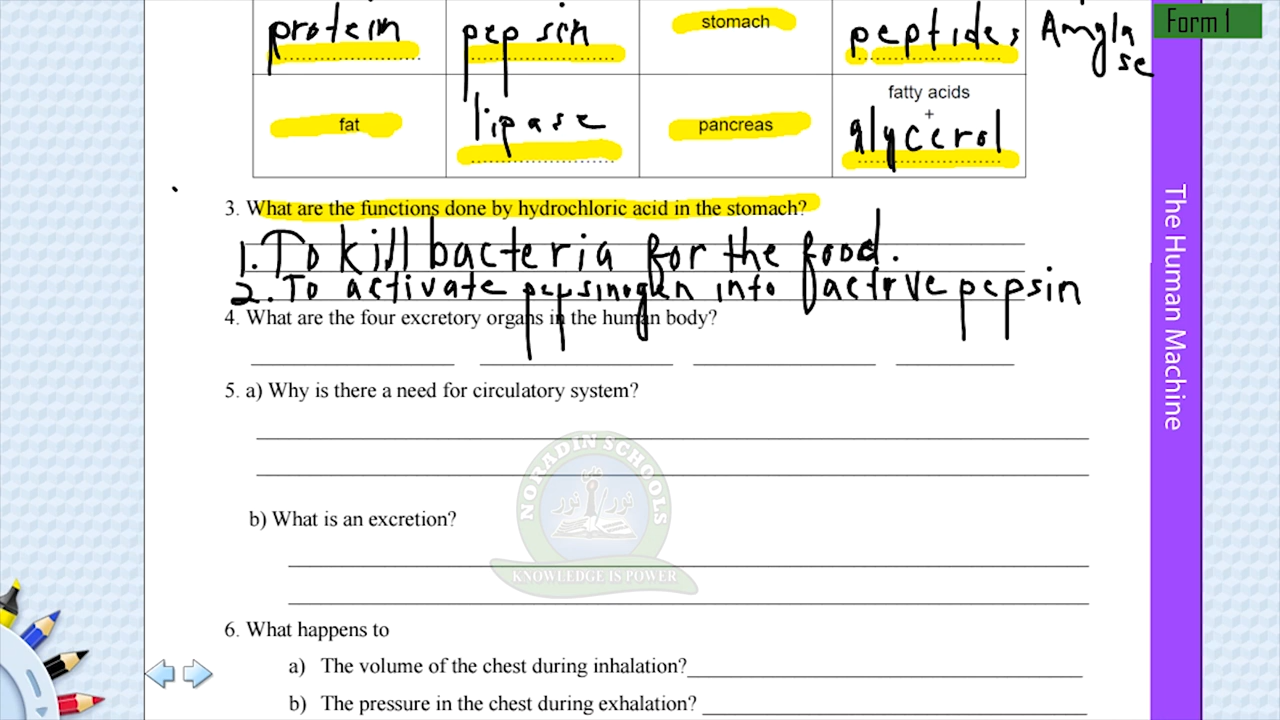 Form 1
protein pepsin stomach peptides Amyla
se
fat lipase pancreas fatty acids
+
glycerol
3. What are the functions done by hydrochloric acid in the stomach?
1. To kill bacteria for the food.
2. To activate pepsinogen into active pepsin
4. What are the four excretory organs in the human body?
5. a) Why is there a need for circulatory system?
b) What is an excretion?
6. What happens to
a) The volume of the chest during inhalation?
b) The pressure in the chest during exhalation?
The Human Machine
NORADIN SCHOOLS
نور نور
KNOWLEDGE IS POWER